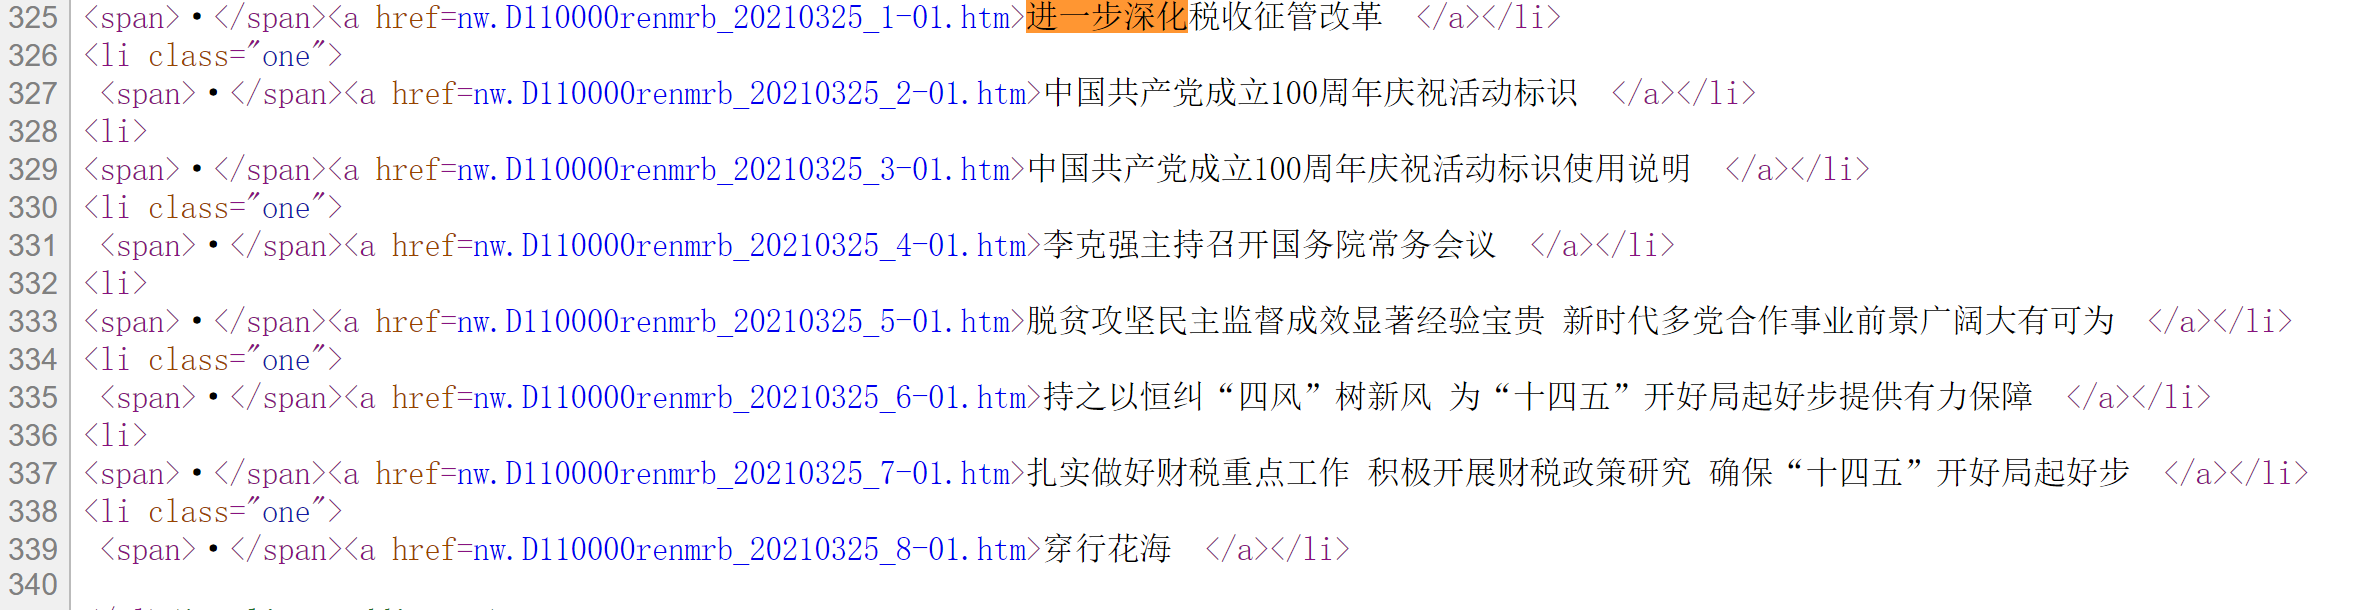 325 <span>·</span><a href=nw.D110000renmrb_20210325_1-01.htm>进一步深化税收征管改革  </a></li>
326 <li class="one">
327  <span>·</span><a href=nw.D110000renmrb_20210325_2-01.htm>中国共产党成立100周年庆祝活动标识  </a></li>
328 <li>
329 <span>·</span><a href=nw.D110000renmrb_20210325_3-01.htm>中国共产党成立100周年庆祝活动标识使用说明  </a></li>
330 <li class="one">
331  <span>·</span><a href=nw.D110000renmrb_20210325_4-01.htm>李克强主持召开国务院常务会议  </a></li>
332 <li>
333 <span>·</span><a href=nw.D110000renmrb_20210325_5-01.htm>脱贫攻坚民主监督成效显著经验宝贵 新时代多党合作事业前景广阔大有可为  </a></li>
334 <li class="one">
335  <span>·</span><a href=nw.D110000renmrb_20210325_6-01.htm>持之以恒纠“四风”树新风 为“十四五”开好局起好步提供有力保障  </a></li>
336 <li>
337 <span>·</span><a href=nw.D110000renmrb_20210325_7-01.htm>扎实做好财税重点工作 积极开展财税政策研究 确保“十四五”开好局起好步  </a></li>
338 <li class="one">
339  <span>·</span><a href=nw.D110000renmrb_20210325_8-01.htm>穿行花海  </a></li>
340